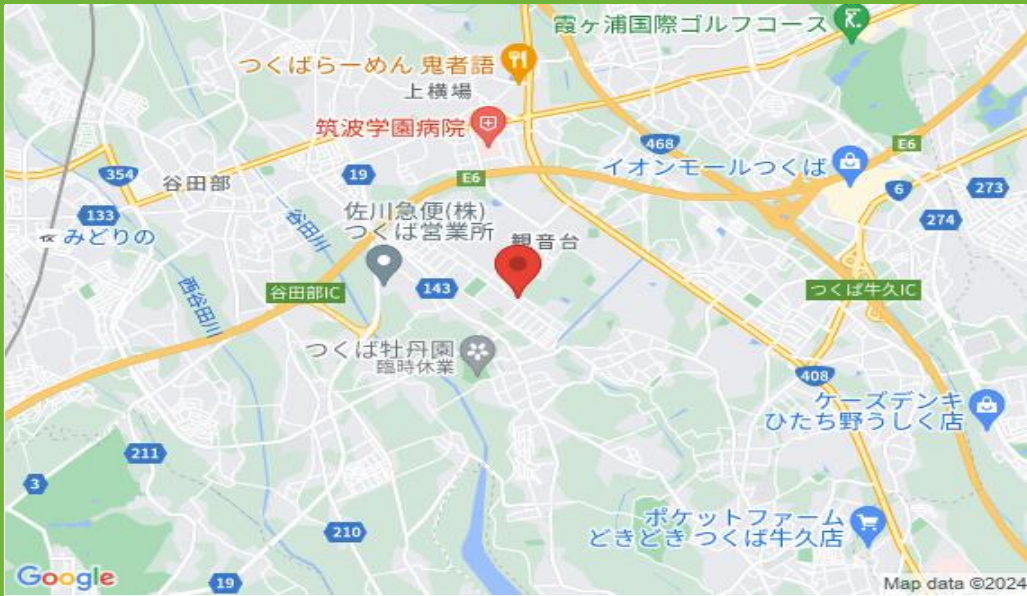 霞ヶ浦国際ゴルフコース
つくばらーめん 鬼者語
上横場
筑波学園病院
468
イオンモールつくば
E6
354
谷田部
19
E6
6
273
133
佐川急便(株)
つくば営業所
274
みどりの
谷田川
観音台
西谷田川
谷田部IC
143
つくば牛久IC
つくば牡丹園
臨時休業
408
ケーズデンキ
ひたち野うしく店
211
3
210
ポケットファーム
どきどき つくば牛久店
Google
19
Map data ©2024